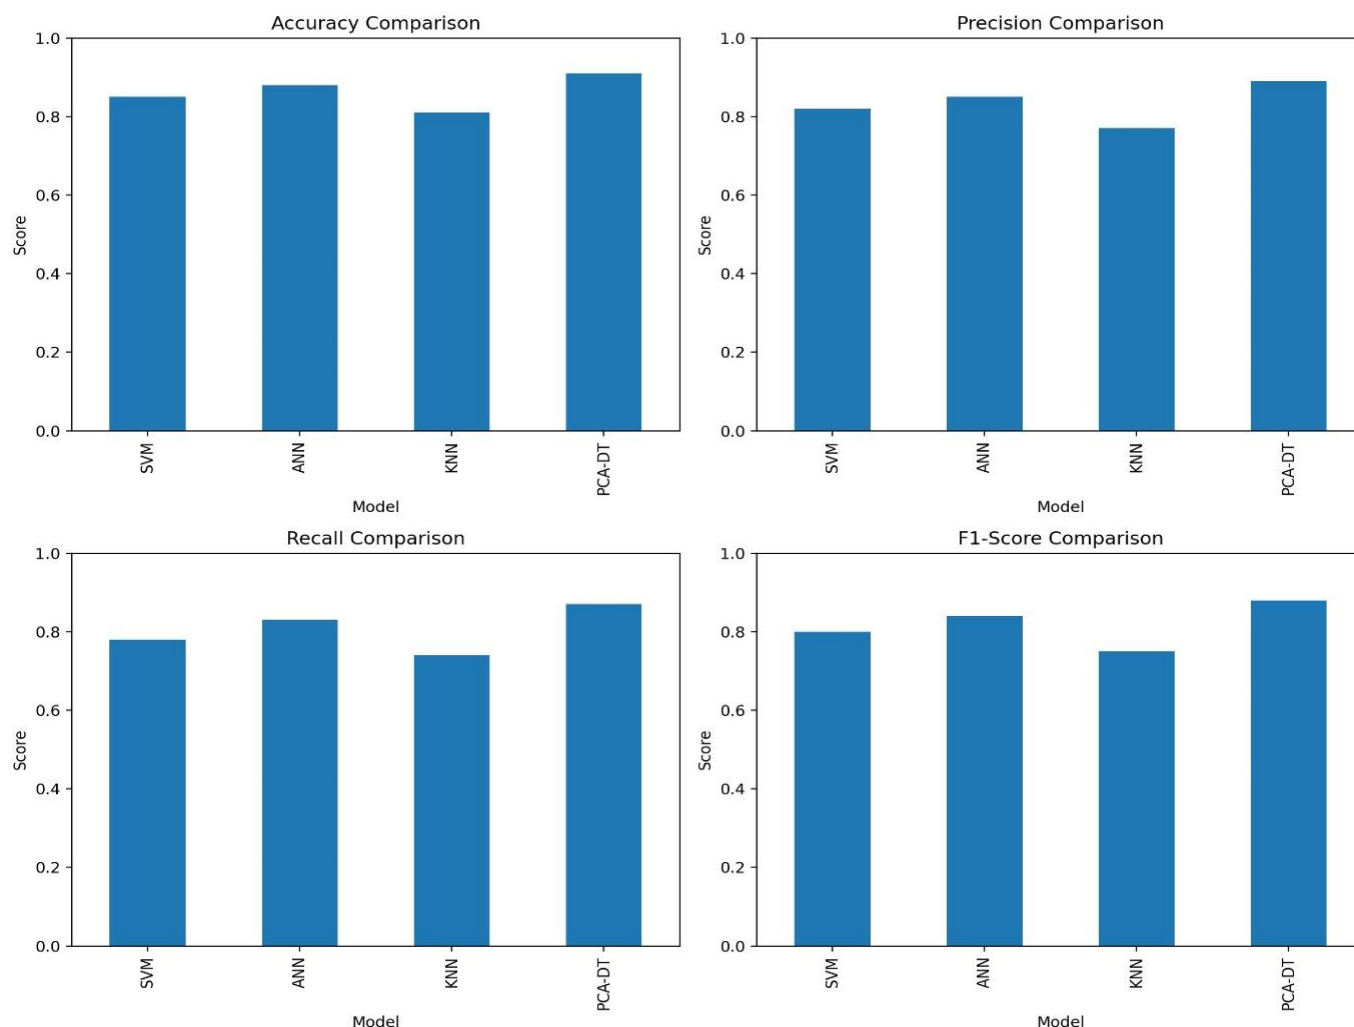 Accuracy Comparison
1.0
0.8
0.6
0.4
0.2
0.0
Score
SVM
ANN
KNN
PCA-DT
Model
Precision Comparison
1.0
0.8
0.6
0.4
0.2
0.0
Score
SVM
ANN
KNN
PCA-DT
Model
Recall Comparison
1.0
0.8
0.6
0.4
0.2
0.0
Score
SVM
ANN
KNN
PCA-DT
Model
F1-Score Comparison
1.0
0.8
0.6
0.4
0.2
0.0
Score
SVM
ANN
KNN
PCA-DT
Model